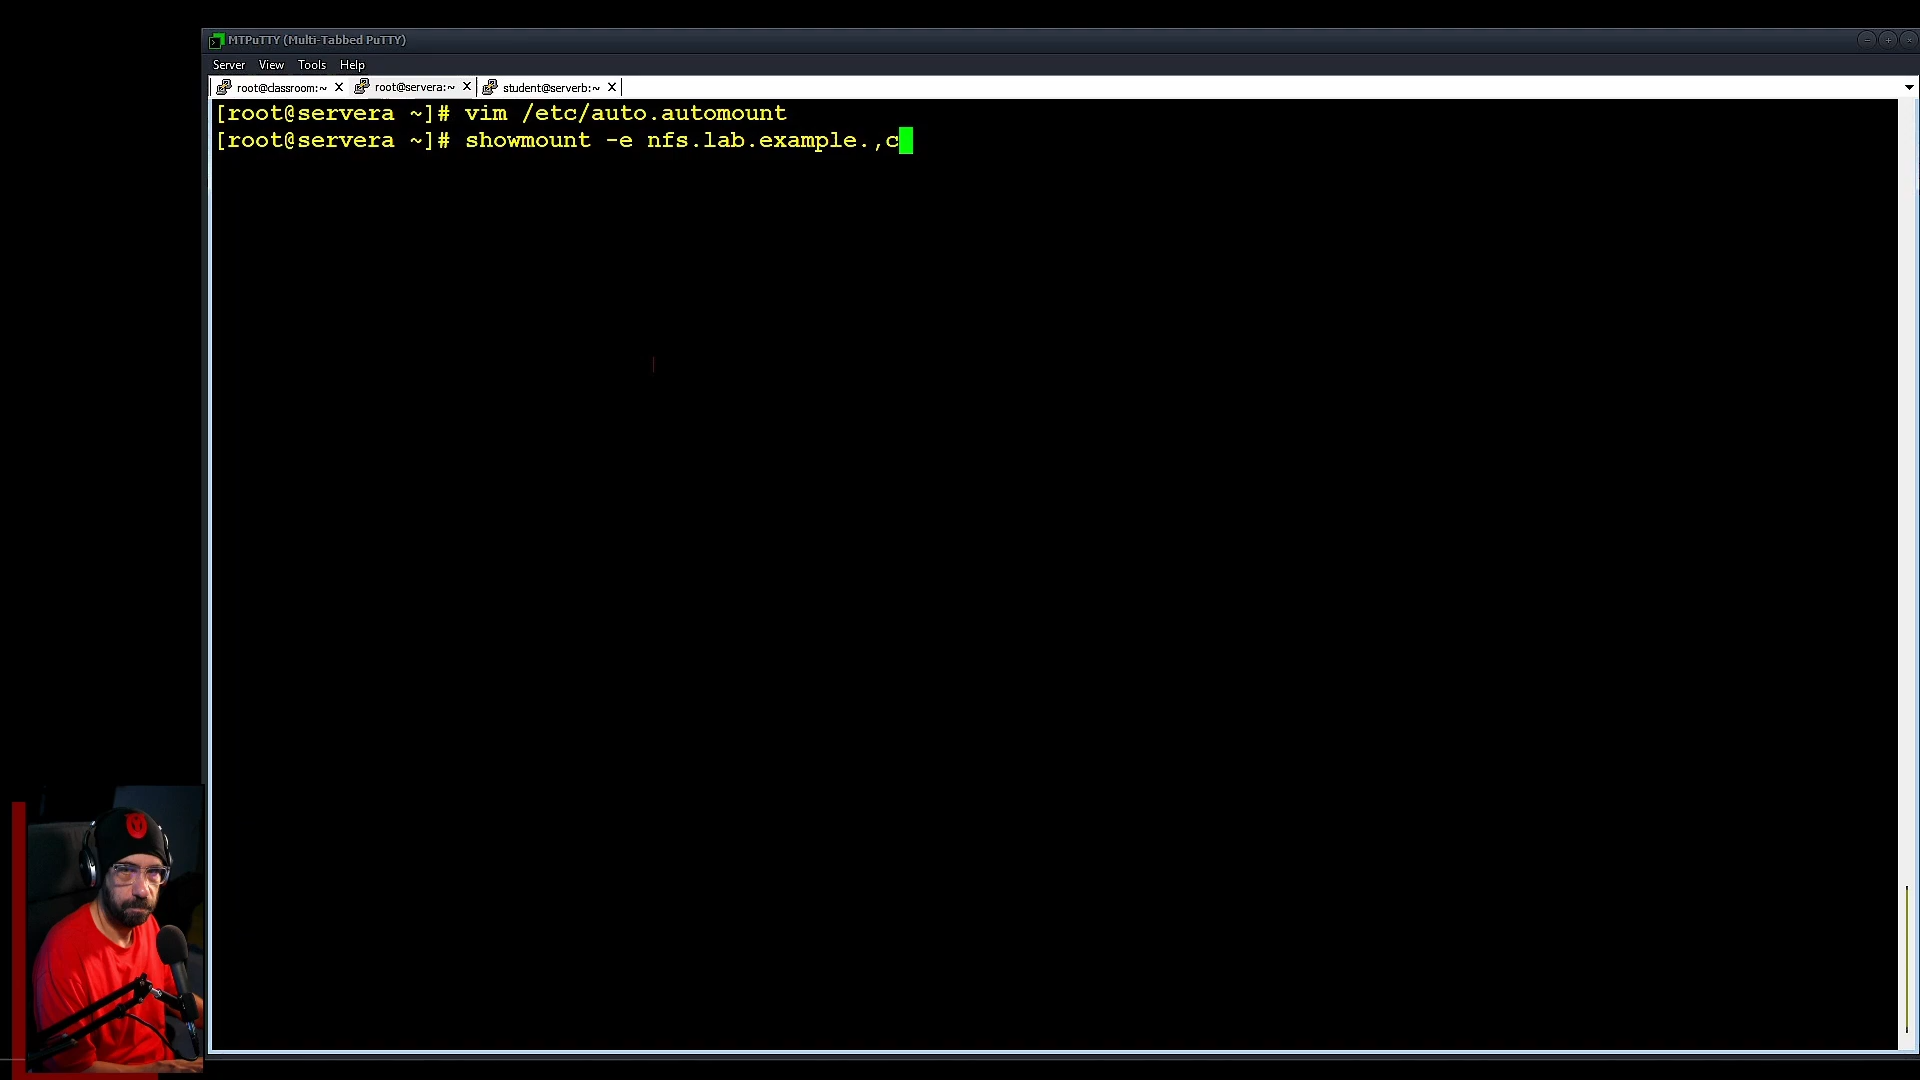 MTPuTTY (Multi-Tabbed PuTTY)
Server View Tools Help
root@classroom:~ root@servera:~ student@serverb:~
[root@servera ~]# vim /etc/auto.automount
[root@servera ~]# showmount -e nfs.lab.example.,c